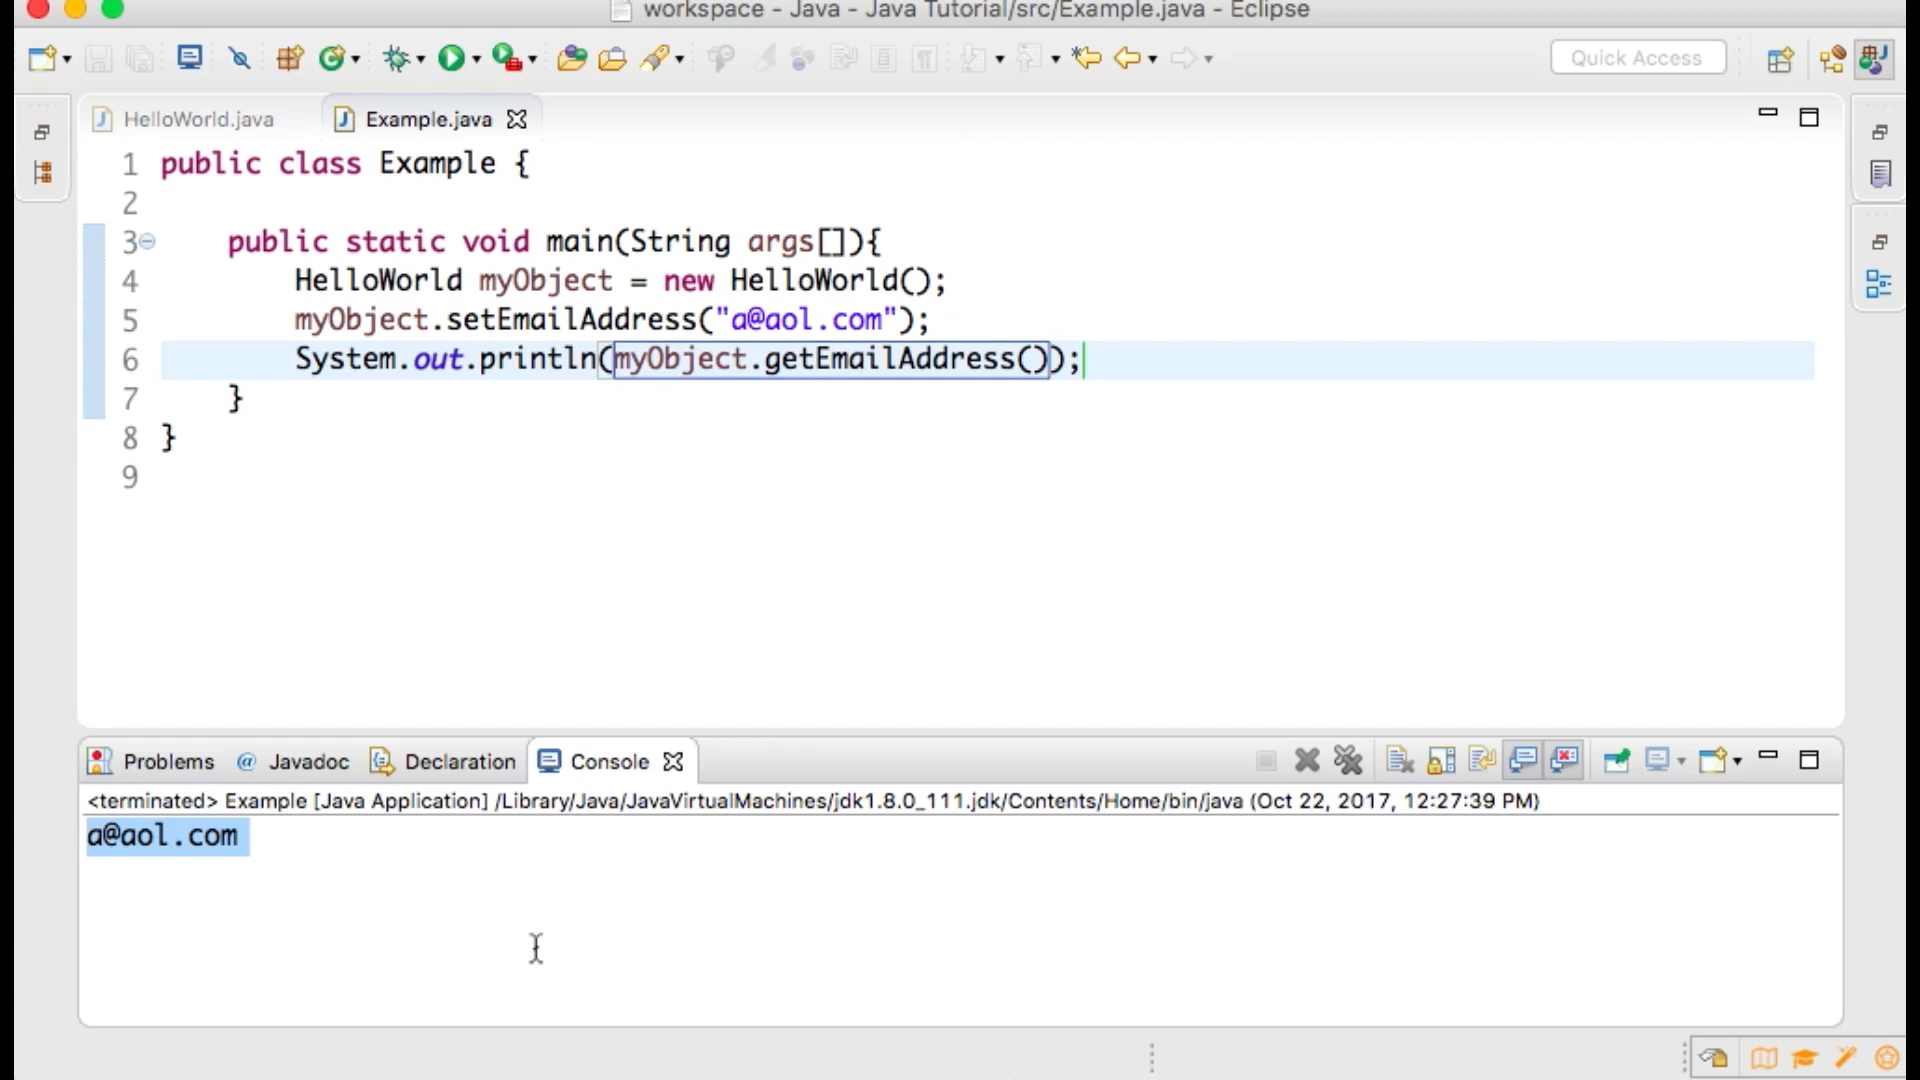 workspace - Java - Java Tutorial/src/Example.java - Eclipse
Quick Access
HelloWorld.java Example.java
1 public class Example {
2
3 public static void main(String args[]){
4 HelloWorld myObject = new HelloWorld();
5 myObject.setEmailAddress("a@aol.com");
6 System.out.println(myObject.getEmailAddress());
7 }
8 }
9
Problems @ Javadoc Declaration Console
<terminated> Example [Java Application] /Library/Java/JavaVirtualMachines/jdk1.8.0_111.jdk/Contents/Home/bin/java (Oct 22, 2017, 12:27:39 PM)
a@aol.com